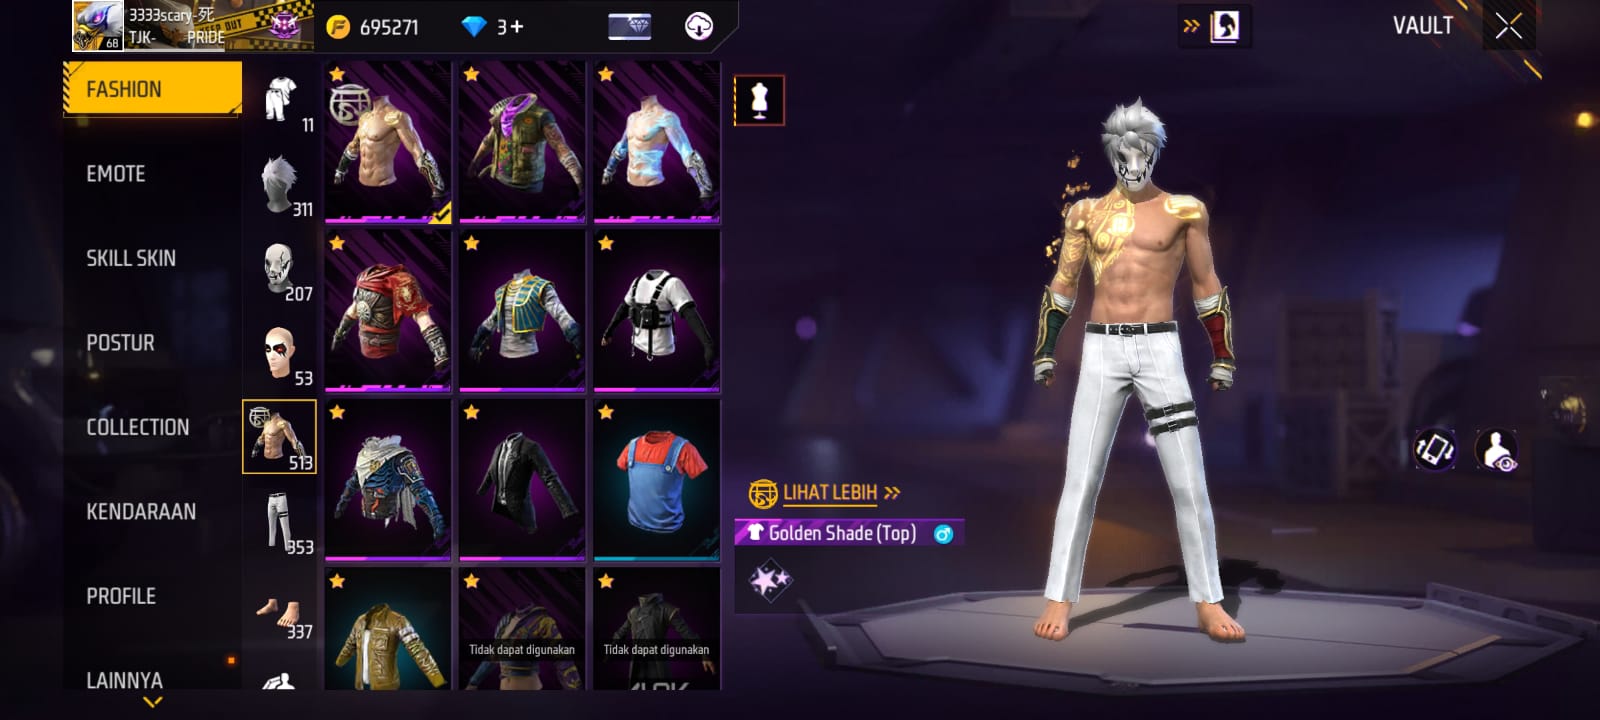 3333scary-死
TJK- PRIDE
68
695271
3+
VAULT
FASHION
EMOTE
SKILL SKIN
POSTUR
COLLECTION
KENDARAAN
PROFILE
LAINNYA
11
311
207
53
513
353
337
Tidak dapat digunakan
Tidak dapat digunakan
LIHAT LEBIH
Golden Shade (Top)